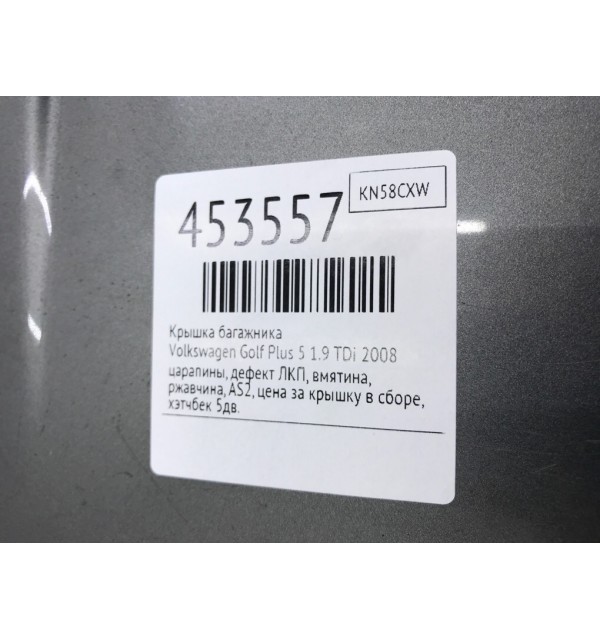 453557
KN58CXW
Крышка багажника
Volkswagen Golf Plus 5 1.9 TDi 2008
царапины, дефект ЛКП, вмятина,
ржавчина, AS2, цена за крышку в сборе,
хэтчбек 5дв.